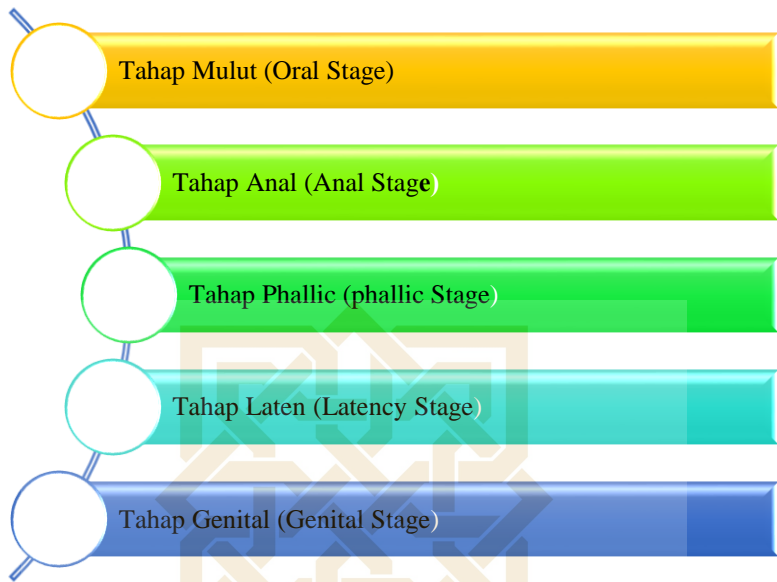 Tahap Mulut (Oral Stage)
Tahap Anal (Anal Stage)
Tahap Phallic (phallic Stage)
Tahap Laten (Latency Stage)
Tahap Genital (Genital Stage)